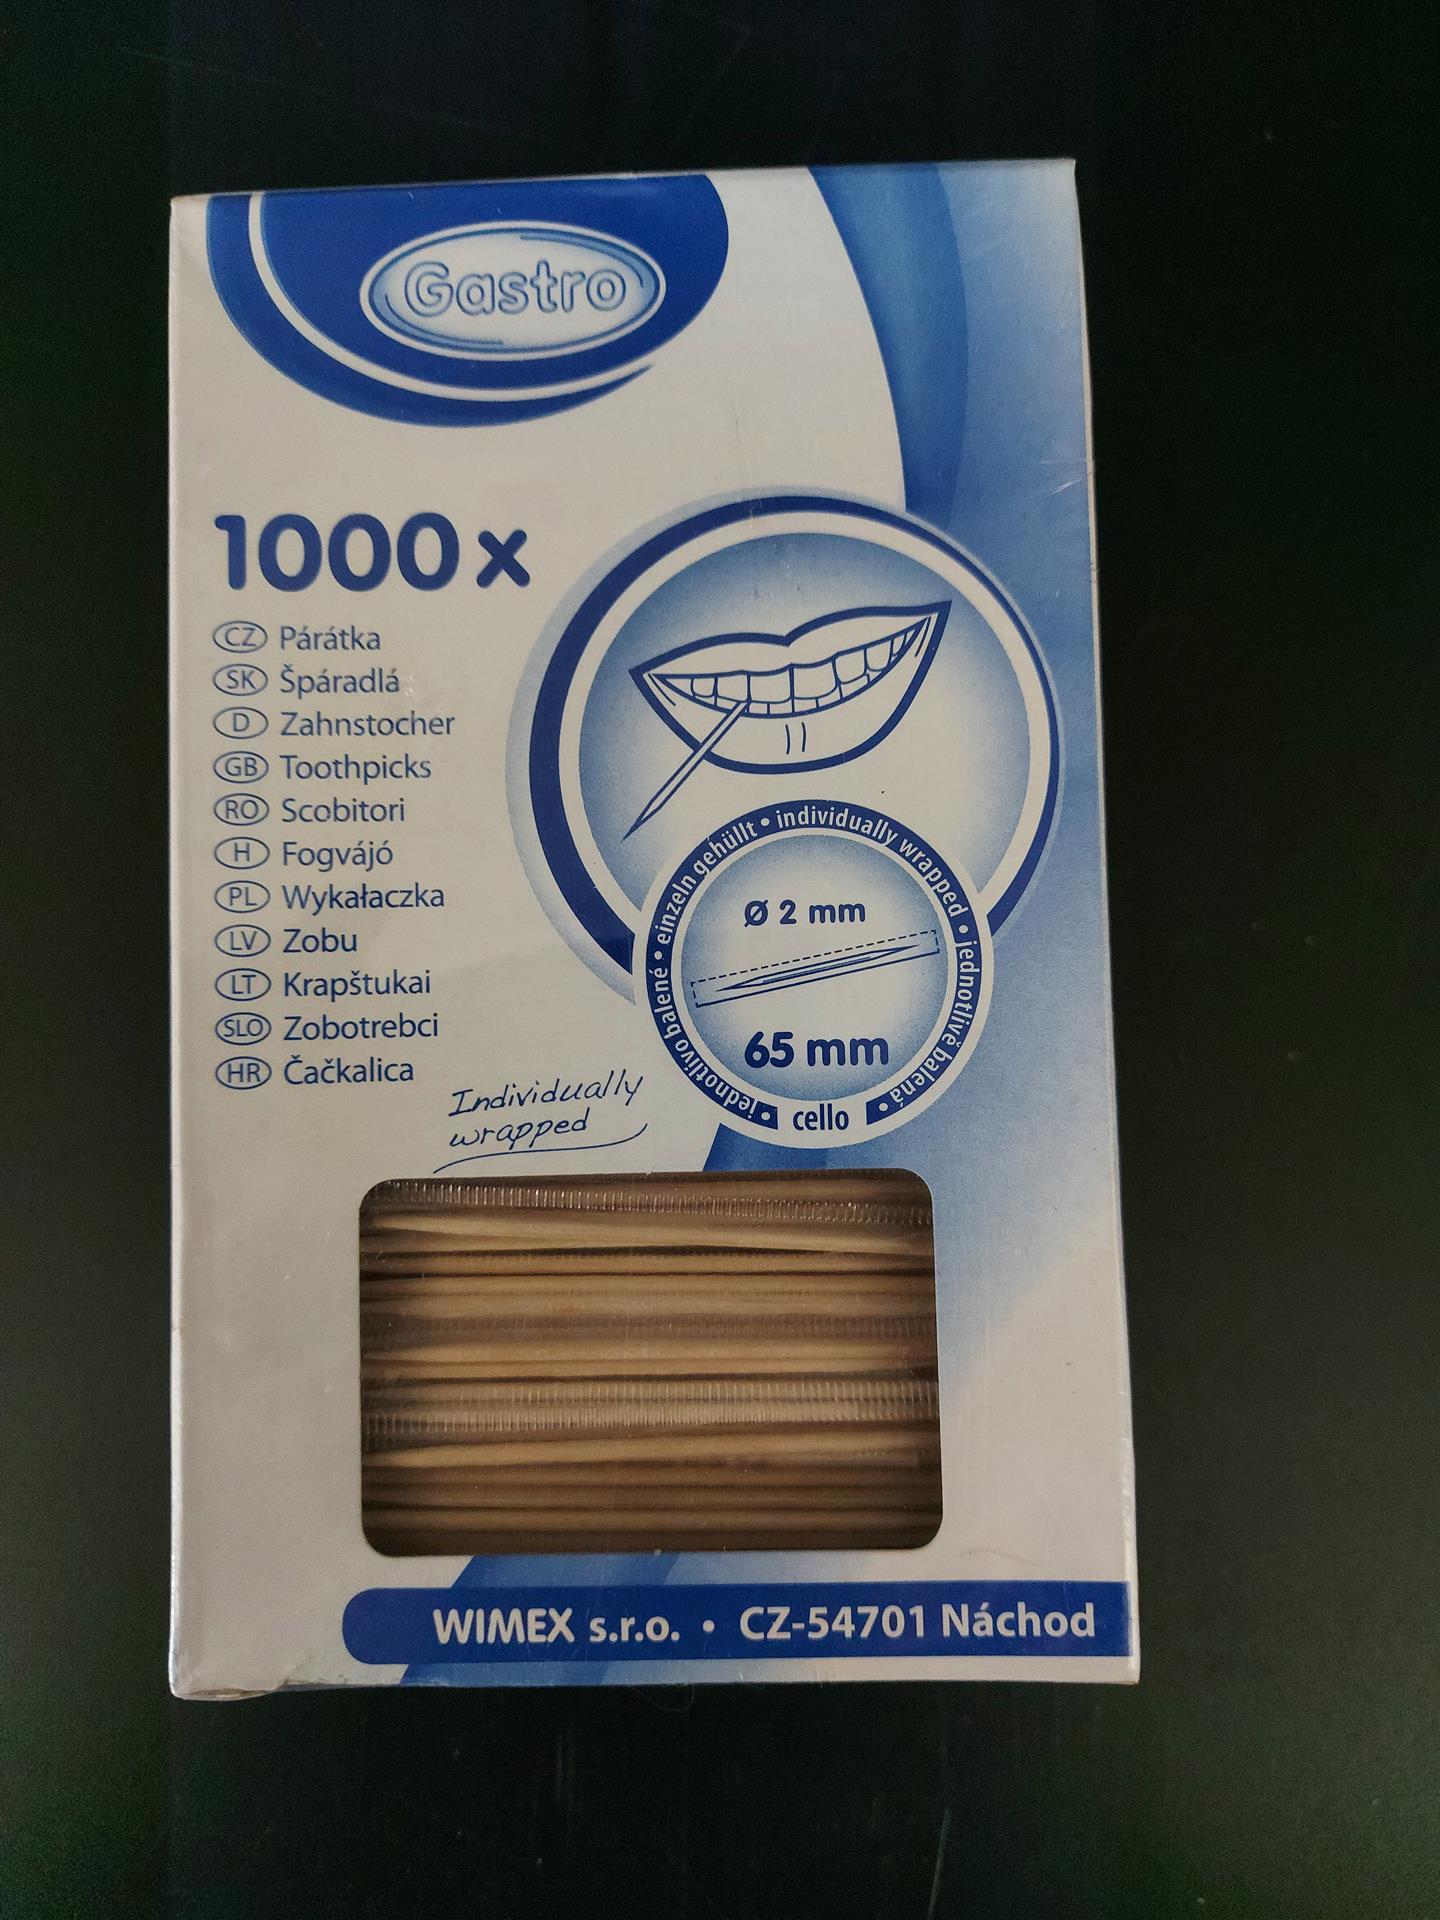 Gastro
1000x
CZ Párátka
SK Špáradlá
D Zahnstocher
GB Toothpicks
RO Scobitori
H Fogvájó
PL Wykałaczka
LV Zobu
LT Krapštukai
SLO Zobotrebci
HR Čačkalica
Individually
wrapped
jednotlivo balené • einzeln gehüllt • individually wrapped • jednotlivě balená •
cello
Ø 2 mm
65 mm
WIMEX s.r.o. • CZ-54701 Náchod